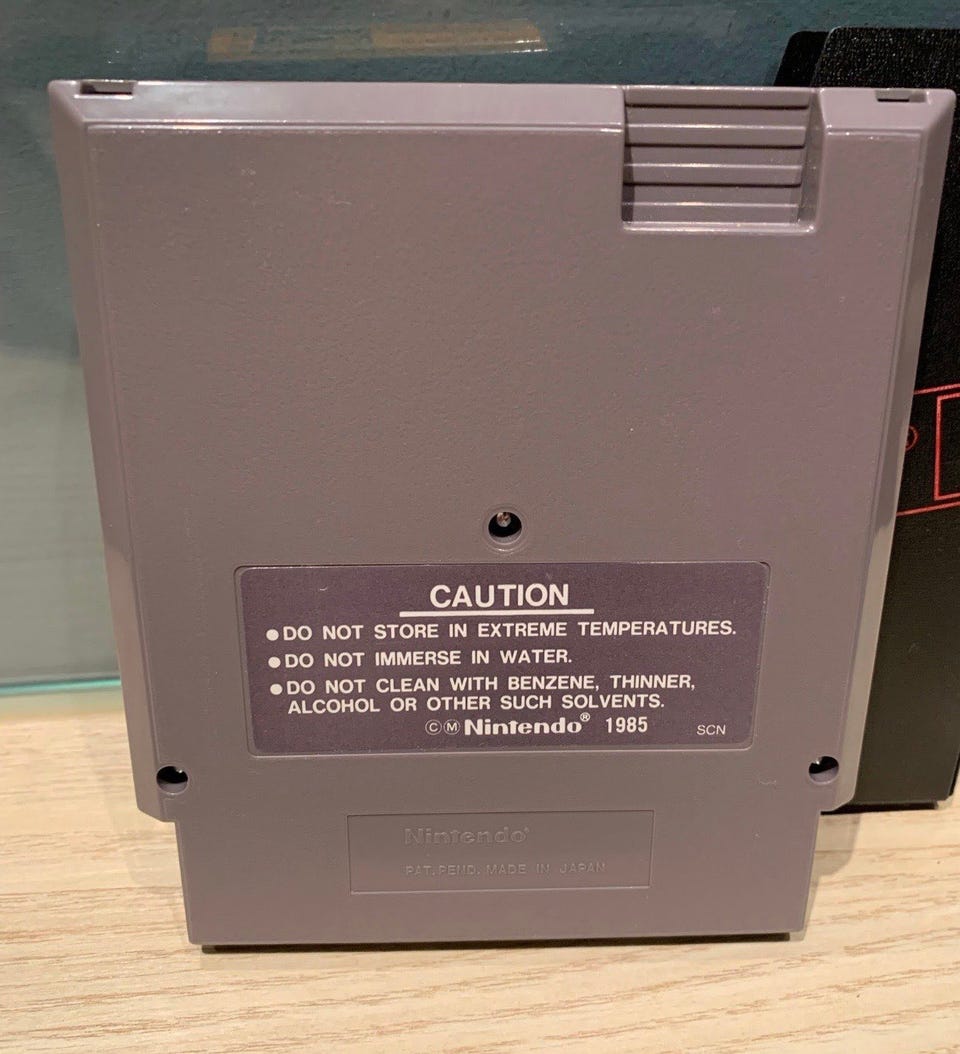 CAUTION
●DO NOT STORE IN EXTREME TEMPERATURES.
●DO NOT IMMERSE IN WATER.
●DO NOT CLEAN WITH BENZENE, THINNER,
ALCOHOL OR OTHER SUCH SOLVENTS.
ⒸⓂ Nintendo® 1985 SCN
Nintendo®
PAT. PEND. MADE IN JAPAN
®